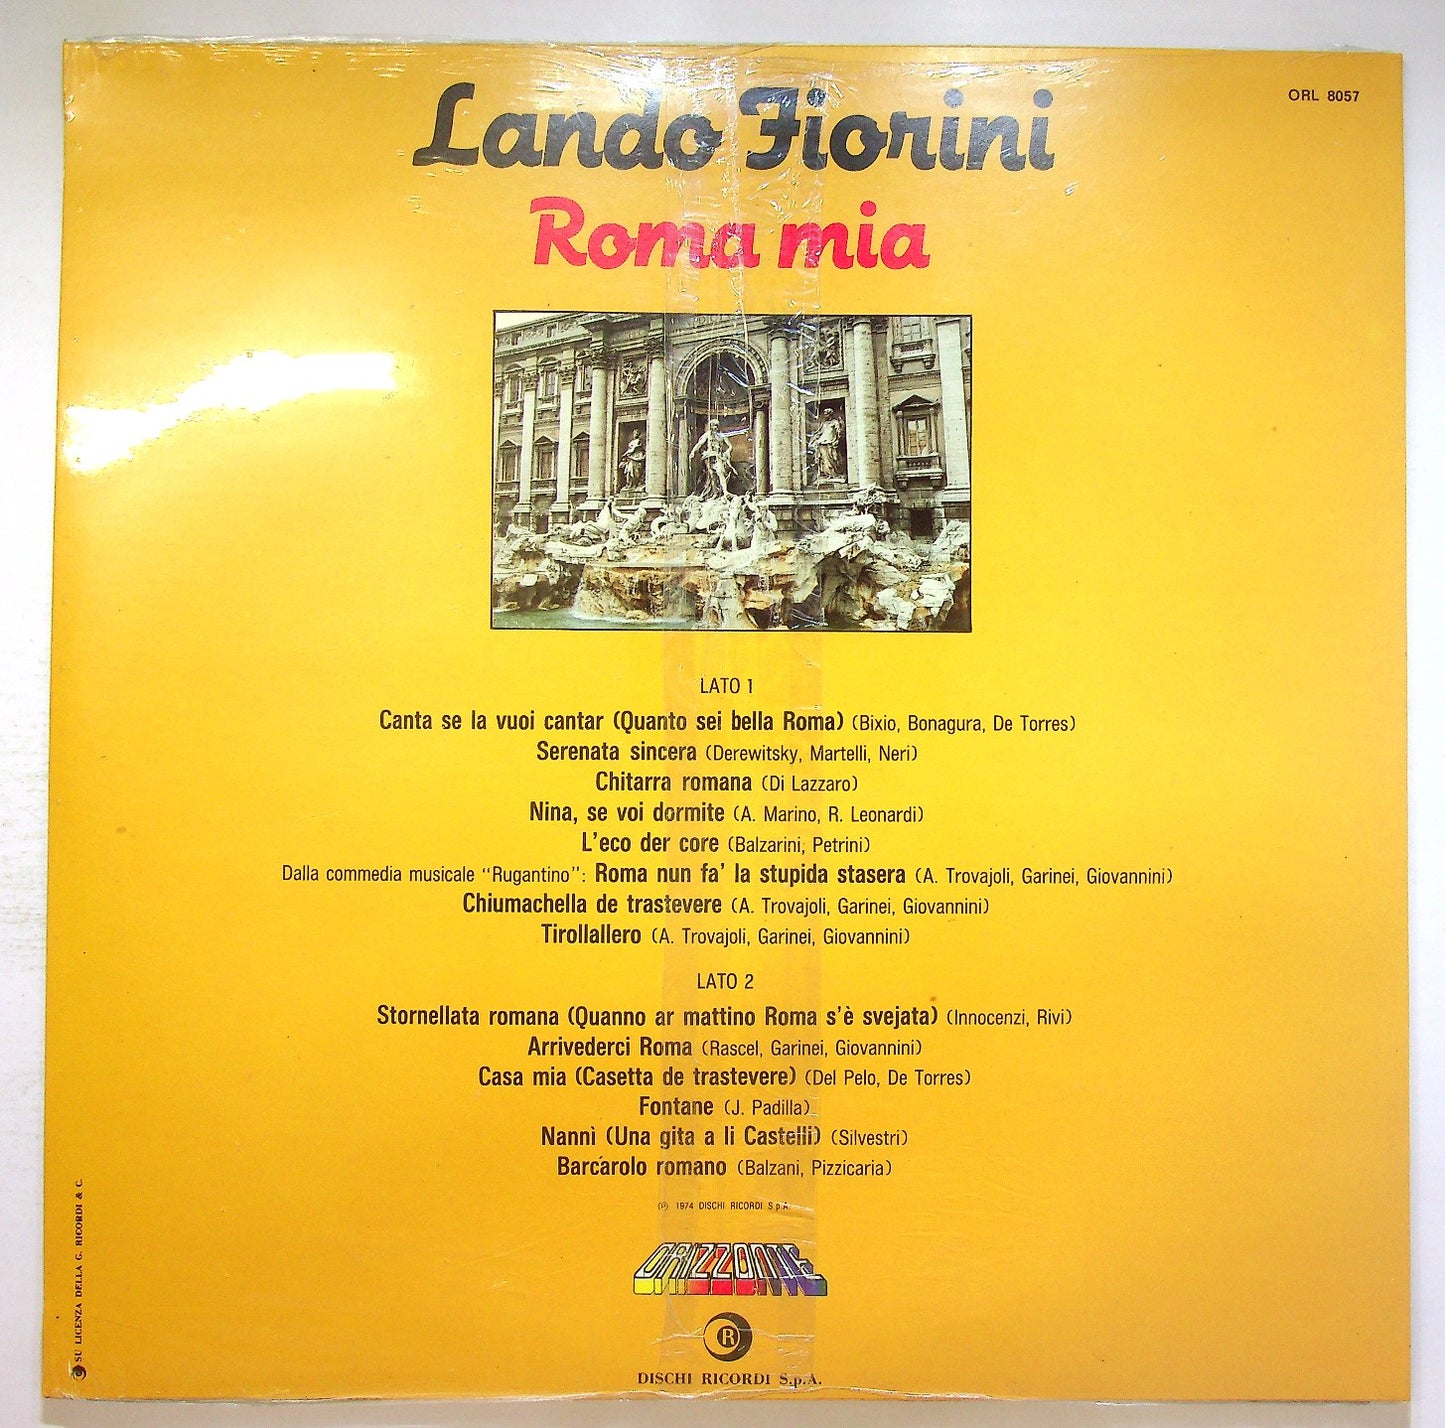 ORL 8057
Lando Fiorini
Roma mia
LATO 1
Canta se la vuoi cantar (Quanto sei bella Roma) (Bixio, Bonagura, De Torres)
Serenata sincera (Derewitsky, Martelli, Neri)
Chitarra romana (Di Lazzaro)
Nina, se voi dormite (A. Marino, R. Leonardi)
L'eco der core (Balzarini, Petrini)
Dalla commedia musicale "Rugantino": Roma nun fa' la stupida stasera (A. Trovajoli, Garinei, Giovannini)
Chiumachella de trastevere (A. Trovajoli, Garinei, Giovannini)
Tirollallero (A. Trovajoli, Garinei, Giovannini)
LATO 2
Stornellata romana (Quanno ar mattino Roma s'è svejata) (Innocenzi, Rivi)
Arrivederci Roma (Rascel, Garinei, Giovannini)
Casa mia (Casetta de trastevere) (Del Pelo, De Torres)
Fontane (J. Padilla)
Nannì (Una gita a li Castelli) (Silvestri)
Barcarolo romano (Balzani, Pizzicaria)
(P) 1974 DISCHI RICORDI S.p.A.
ORIZZONTE
R
DISCHI RICORDI S.p.A.
SU LICENZA DELLA G. RICORDI & C.